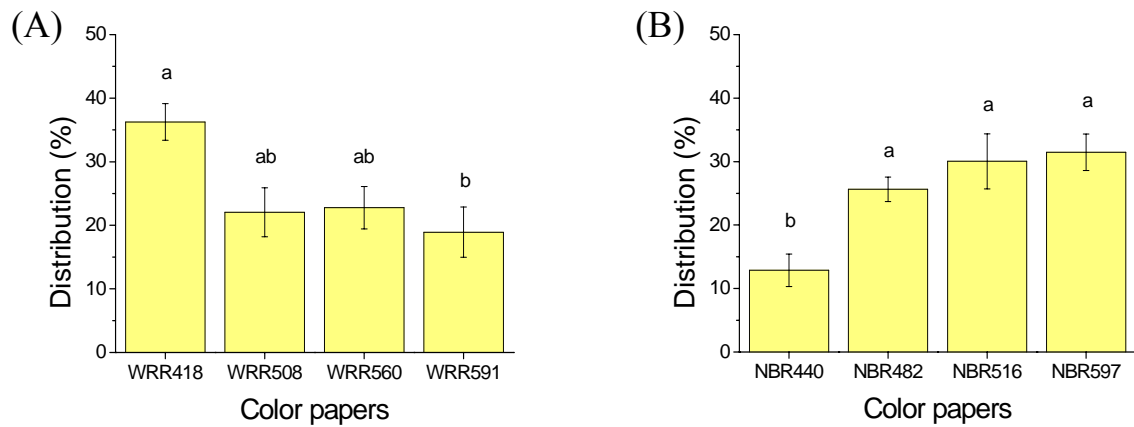 (A)
50
40
30
20
10
0
Distribution (%)
a
ab
ab
b
WRR418 WRR508 WRR560 WRR591
Color papers
(B)
50
40
30
20
10
0
Distribution (%)
b
a
a
a
NBR440 NBR482 NBR516 NBR597
Color papers